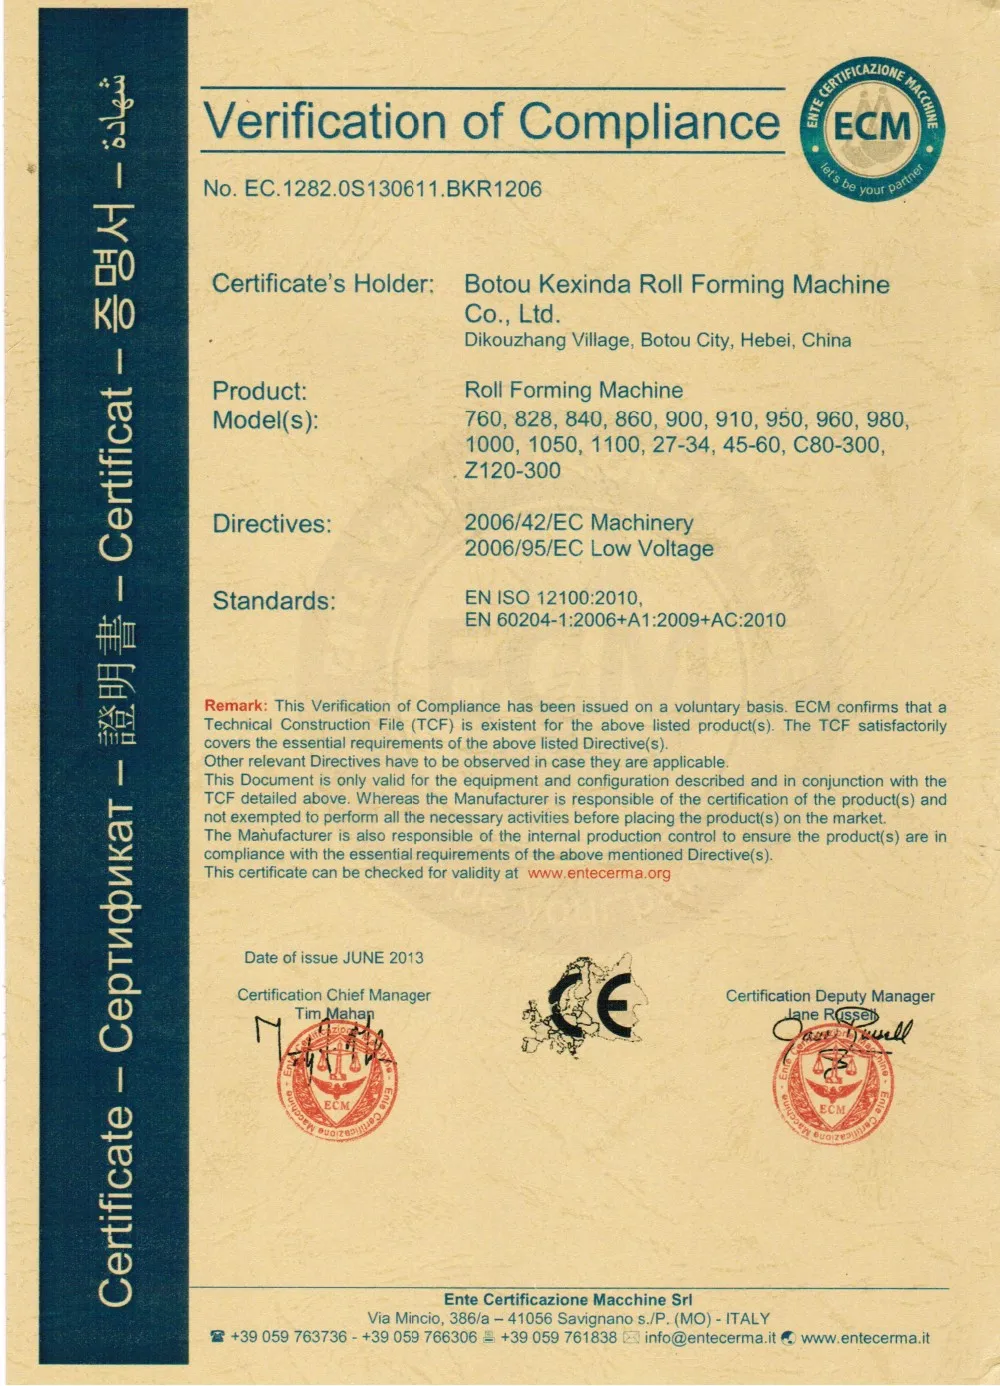 Certificate – Сертификат – 證明書 – Certificat – 증명서 – شهادة
Verification of Compliance
ENTE CERTIFICAZIONE MACCHINE
ECM
let's be your partner
No. EC.1282.0S130611.BKR1206
Certificate's Holder: Botou Kexinda Roll Forming Machine
Co., Ltd.
Dikouzhang Village, Botou City, Hebei, China
Product: Roll Forming Machine
Model(s): 760, 828, 840, 860, 900, 910, 950, 960, 980,
1000, 1050, 1100, 27-34, 45-60, C80-300,
Z120-300
Directives: 2006/42/EC Machinery
2006/95/EC Low Voltage
Standards: EN ISO 12100:2010,
EN 60204-1:2006+A1:2009+AC:2010
Remark: This Verification of Compliance has been issued on a voluntary basis. ECM confirms that a
Technical Construction File (TCF) is existent for the above listed product(s). The TCF satisfactorily
covers the essential requirements of the above listed Directive(s).
Other relevant Directives have to be observed in case they are applicable.
This Document is only valid for the equipment and configuration described and in conjunction with the
TCF detailed above. Whereas the Manufacturer is responsible of the certification of the product(s) and
not exempted to perform all the necessary activities before placing the product(s) on the market.
The Manufacturer is also responsible of the internal production control to ensure the product(s) are in
compliance with the essential requirements of the above mentioned Directive(s).
This certificate can be checked for validity at www.entecerma.org
Date of issue JUNE 2013
Certification Chief Manager
Tim Mahan
CE
Certification Deputy Manager
Jane Russell
Ente Certificazione Macchine - Ente Certificazione Macchine -
ECM
Ente Certificazione Macchine - Ente Certificazione Macchine -
ECM
Ente Certificazione Macchine Srl
Via Mincio, 386/a – 41056 Savignano s./P. (MO) - ITALY
☎ +39 059 763736 - +39 059 766306 +39 059 761838 info@entecerma.it www.entecerma.it